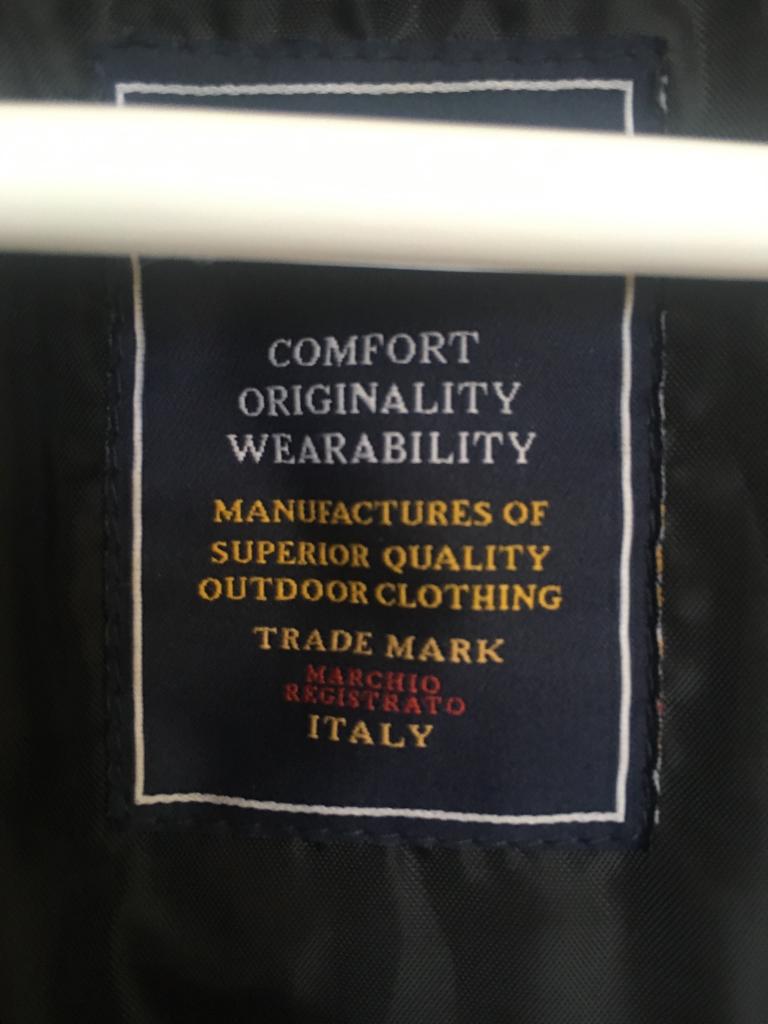 COMFORT
ORIGINALITY
WEARABILITY
MANUFACTURES OF
SUPERIOR QUALITY
OUTDOOR CLOTHING
TRADE MARK
MARCHIO
REGISTRATO
ITALY